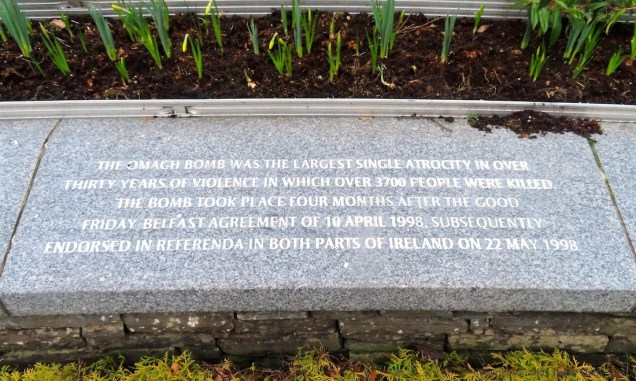 THE OMAGH BOMB WAS THE LARGEST SINGLE ATROCITY IN OVER
THIRTY YEARS OF VIOLENCE IN WHICH OVER 3700 PEOPLE WERE KILLED.
THE BOMB TOOK PLACE FOUR MONTHS AFTER THE GOOD
FRIDAY BELFAST AGREEMENT OF 10 APRIL 1998, SUBSEQUENTLY
ENDORSED IN REFERENDA IN BOTH PARTS OF IRELAND ON 22 MAY 1998